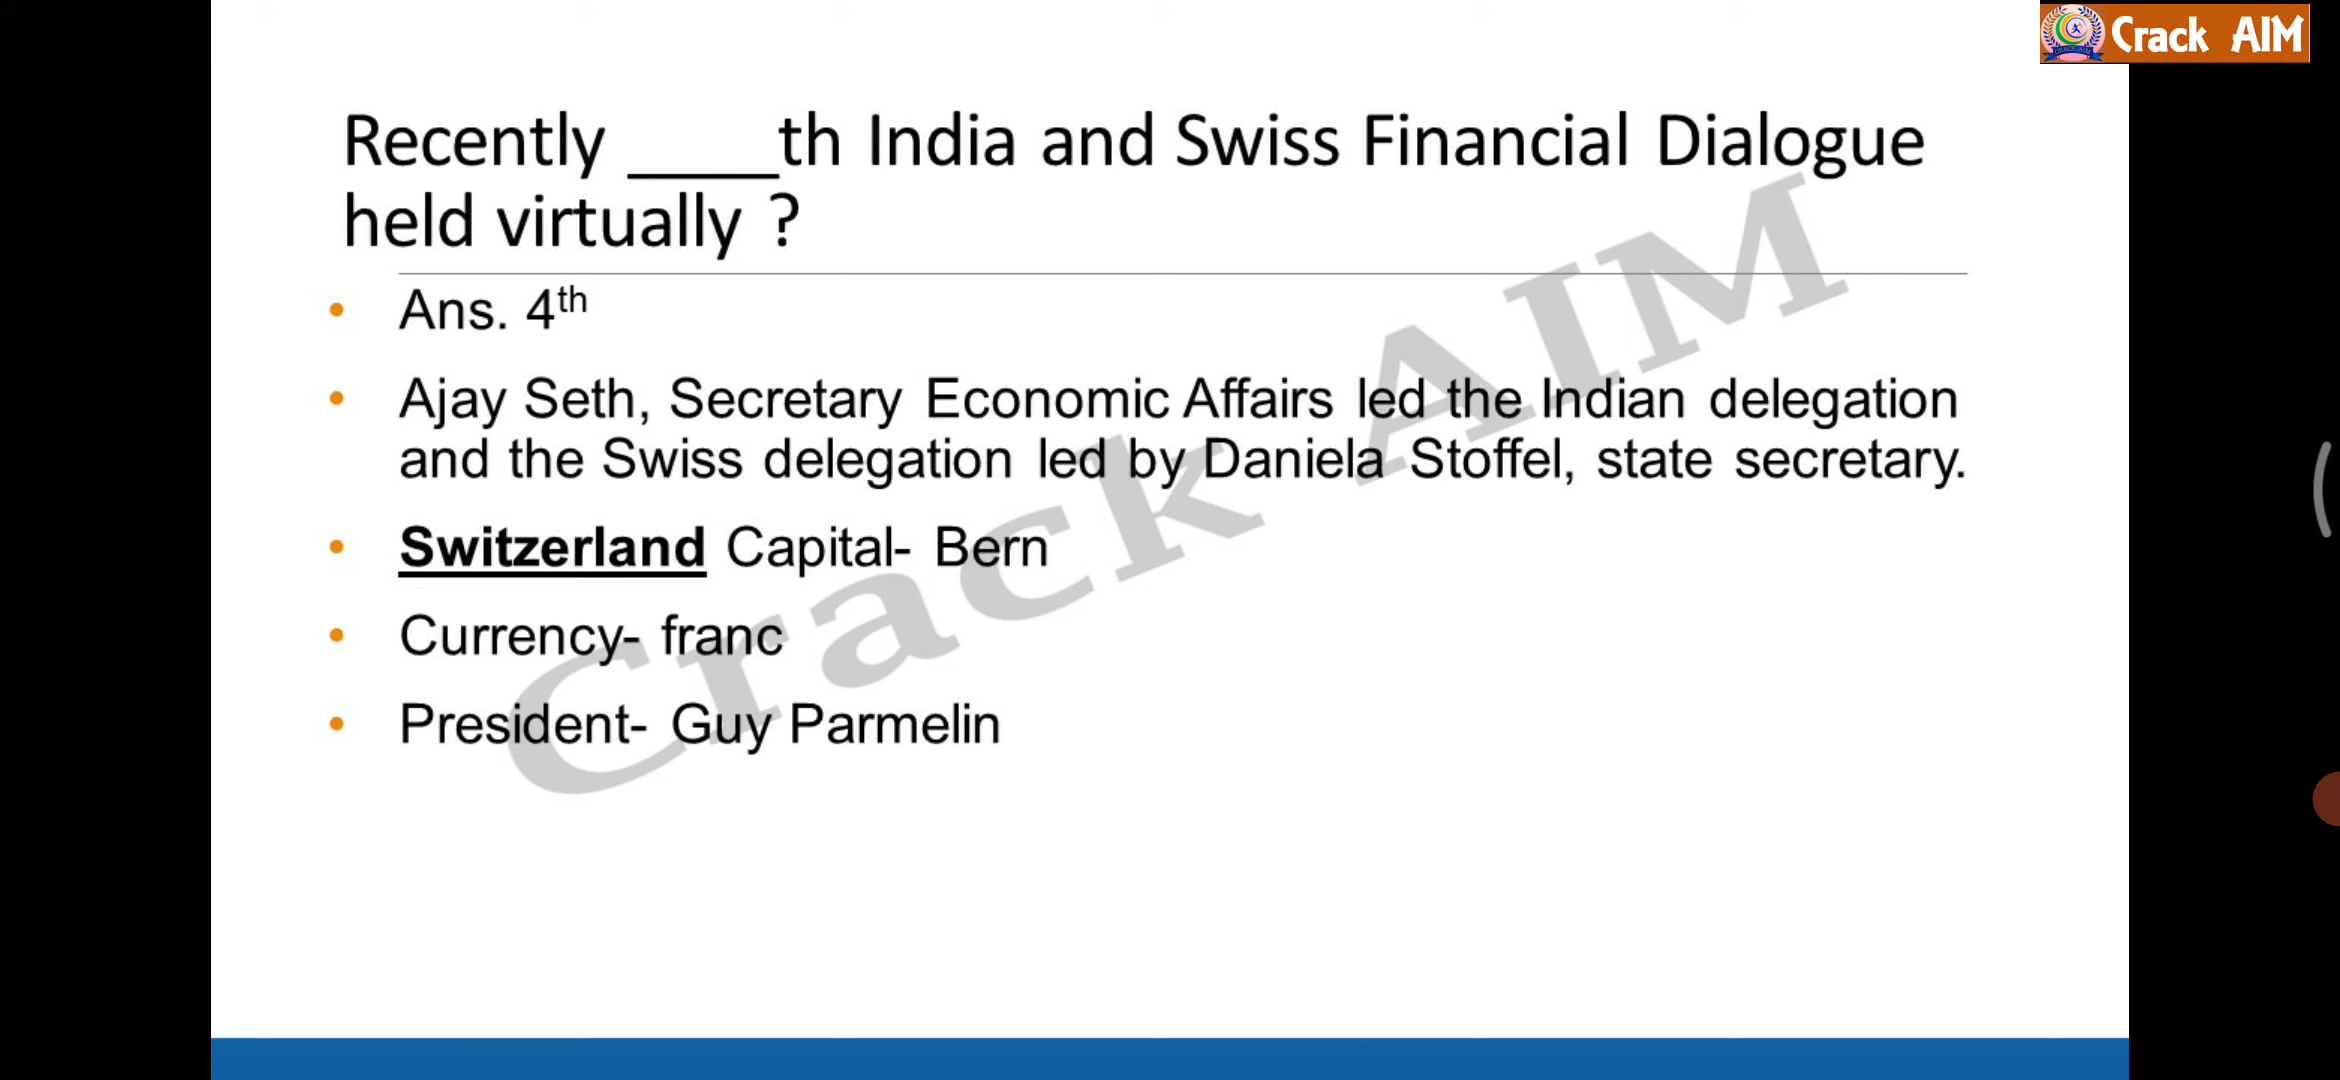 Crack AIM
Recently _____th India and Swiss Financial Dialogue
held virtually ?
• Ans. 4th
• Ajay Seth, Secretary Economic Affairs led the Indian delegation
and the Swiss delegation led by Daniela Stoffel, state secretary.
• Switzerland Capital- Bern
• Currency- franc
• President- Guy Parmelin
Crack AIM